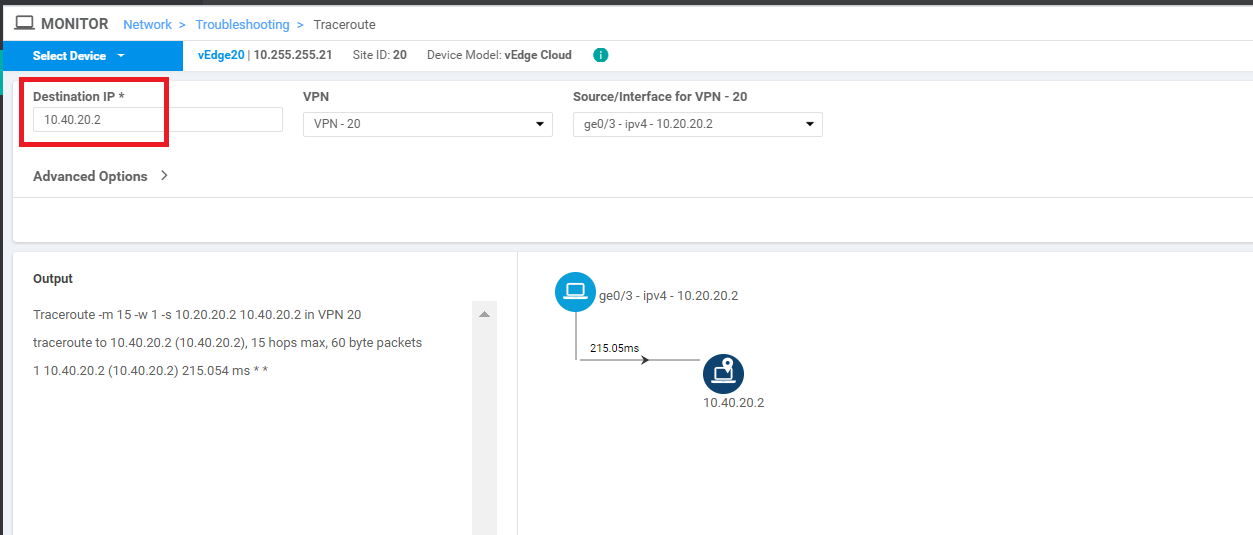 MONITOR Network > Troubleshooting > Traceroute
Select Device vEdge20 | 10.255.255.21 Site ID: 20 Device Model: vEdge Cloud i
Destination IP * VPN Source/Interface for VPN - 20
10.40.20.2 VPN - 20 ge0/3 - ipv4 - 10.20.20.2
Advanced Options >
Output
Traceroute -m 15 -w 1 -s 10.20.20.2 10.40.20.2 in VPN 20
traceroute to 10.40.20.2 (10.40.20.2), 15 hops max, 60 byte packets
1 10.40.20.2 (10.40.20.2) 215.054 ms * *
ge0/3 - ipv4 - 10.20.20.2
215.05ms
10.40.20.2